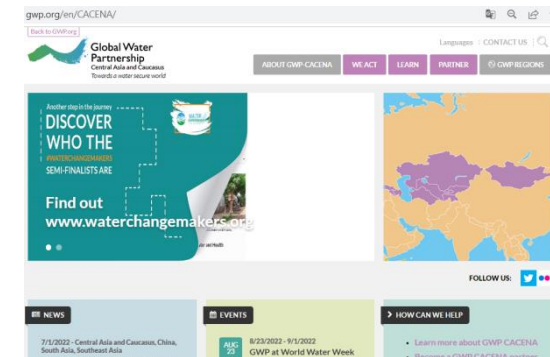 gwp.org/en/CACENA/
Back to GWP.org
Languages | CONTACT US
Global Water
Partnership
Central Asia and Caucasus
Towards a water secure world
ABOUT GWP-CACENA
WE ACT
LEARN
PARTNER
GWP REGIONS
Another step in the journey
DISCOVER
WHO THE
#WATERCHANGEMAKERS
SEMI-FINALISTS ARE
Find out
www.waterchangemakers.org
FOLLOW US:
NEWS
7/1/2022 - Central Asia and Caucasus, China,
South Asia, Southeast Asia
EVENTS
AUG
23
8/23/2022 - 9/1/2022
GWP at World Water Week
HOW CAN WE HELP
Learn more about GWP CACENA
Become a GWP CACENA partner